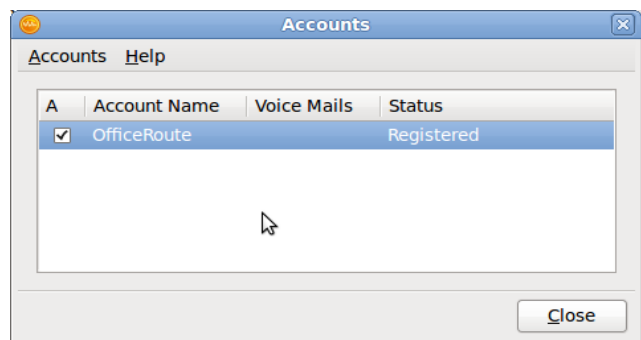 Accounts
Accounts Help
A Account Name Voice Mails Status
OfficeRoute Registered
Close